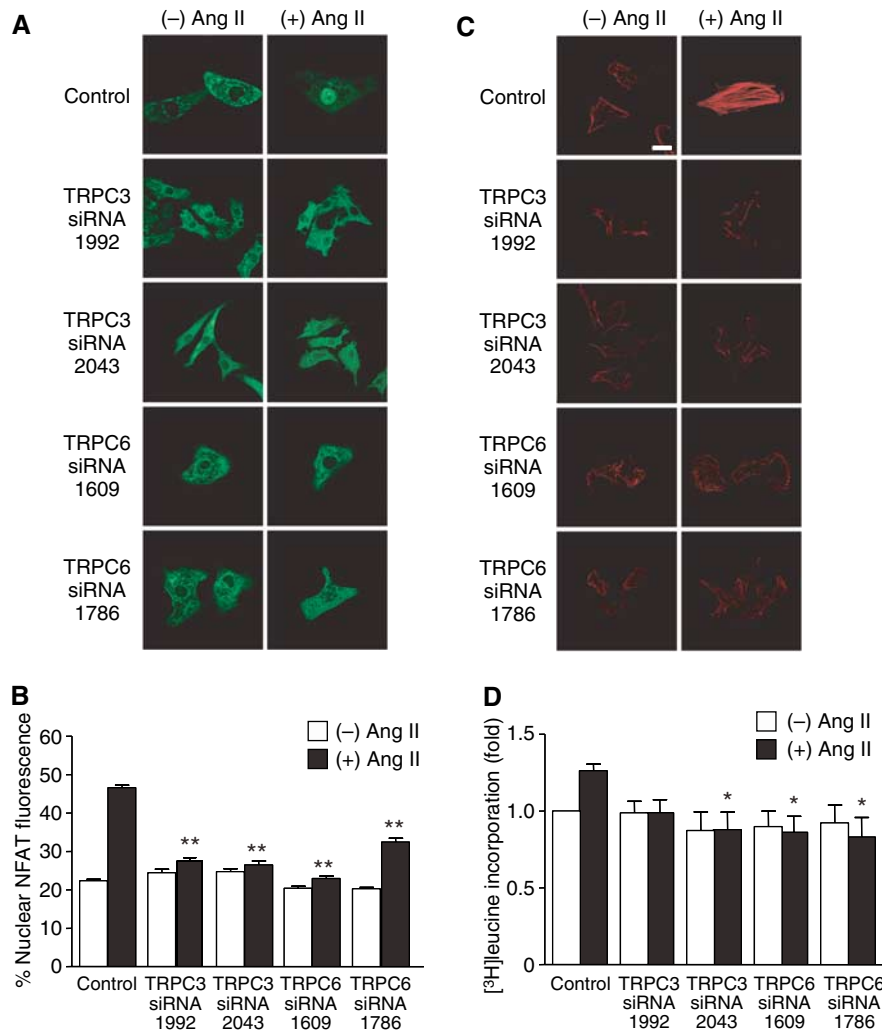 A
(–) Ang II
(+) Ang II
Control
TRPC3
siRNA
1992
TRPC3
siRNA
2043
TRPC6
siRNA
1609
TRPC6
siRNA
1786
B
% Nuclear NFAT fluorescence
(–) Ang II
(+) Ang II
60
50
40
30
20
10
0
**
**
**
**
Control
TRPC3
siRNA
1992
TRPC3
siRNA
2043
TRPC6
siRNA
1609
TRPC6
siRNA
1786
C
(–) Ang II
(+) Ang II
Control
TRPC3
siRNA
1992
TRPC3
siRNA
2043
TRPC6
siRNA
1609
TRPC6
siRNA
1786
D
[³H]leucine incorporation (fold)
(–) Ang II
(+) Ang II
1.5
1.0
0.5
0
*
*
*
Control
TRPC3
siRNA
1992
TRPC3
siRNA
2043
TRPC6
siRNA
1609
TRPC6
siRNA
1786